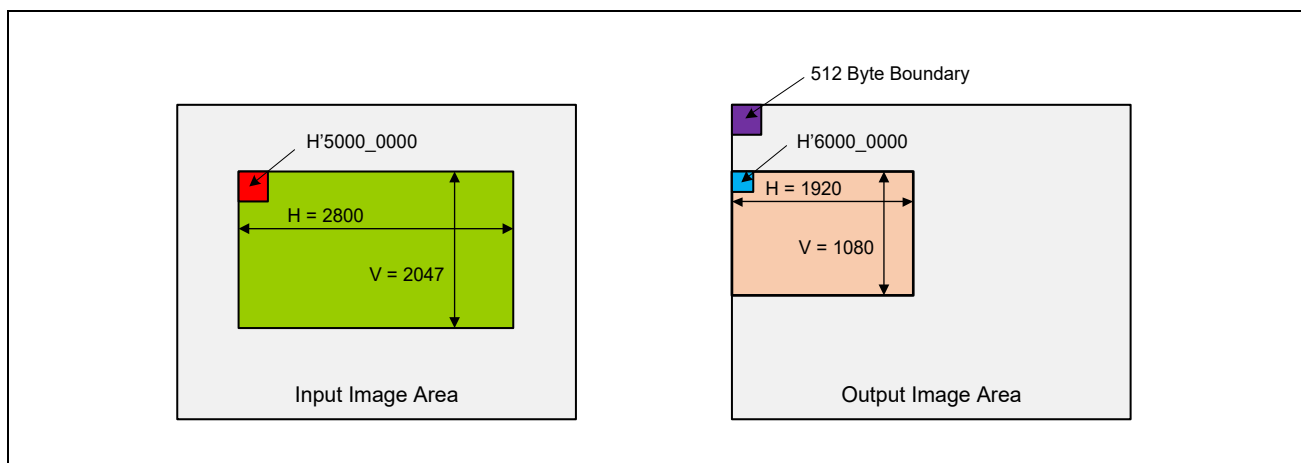 512 Byte Boundary
H’5000_0000
H’6000_0000
H = 1920
H = 2800
V = 1080
V = 2047
Input Image Area
Output Image Area